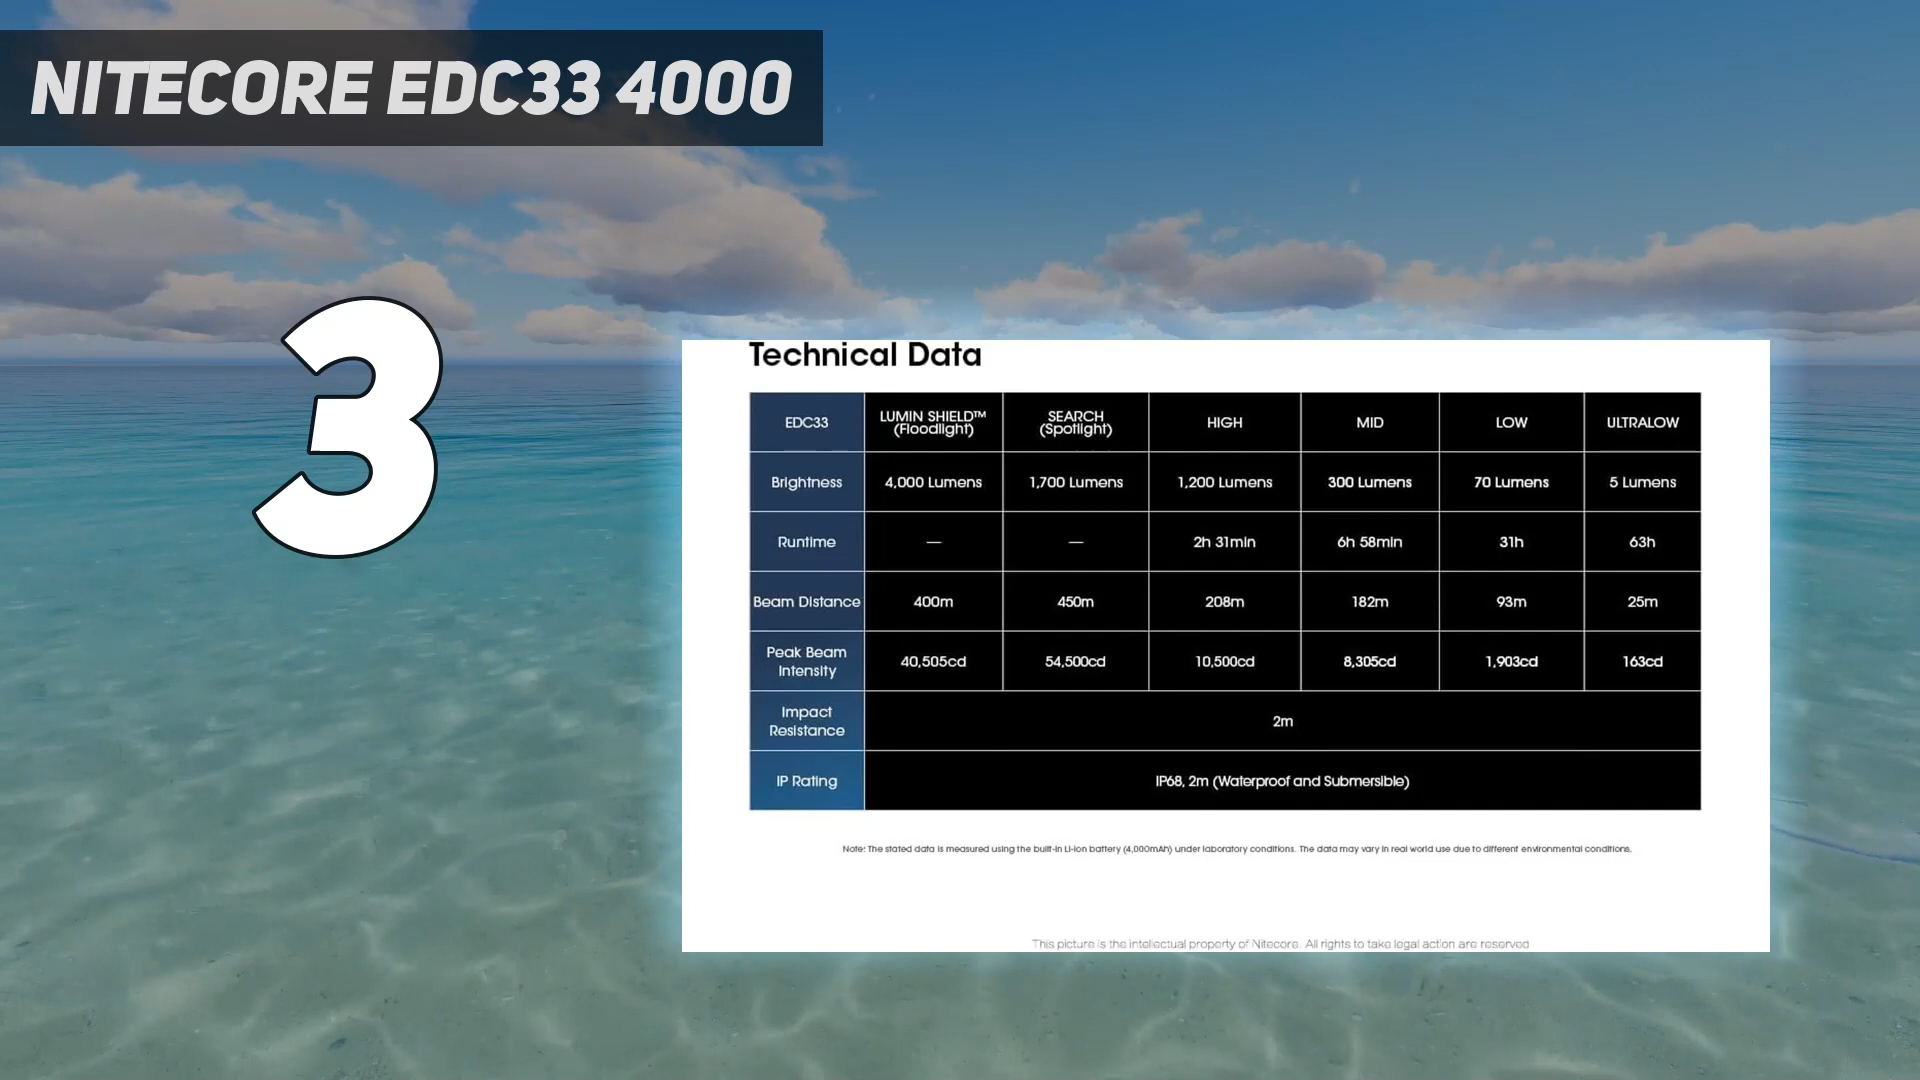 NITECORE EDC33 4000
3
Technical Data
EDC33 LUMIN SHIELD™ (Floodlight) SEARCH (Spotlight) HIGH MID LOW ULTRALOW
Brightness 4,000 Lumens 1,700 Lumens 1,200 Lumens 300 Lumens 70 Lumens 5 Lumens
Runtime — — 2h 31min 6h 58min 31h 63h
Beam Distance 400m 450m 208m 182m 93m 25m
Peak Beam Intensity 40,505cd 54,500cd 10,500cd 8,305cd 1,903cd 163cd
Impact Resistance 2m
IP Rating IP68, 2m (Waterproof and Submersible)
Note: The stated data is measured using the built-in Li-ion battery (4,000mAh) under laboratory conditions. The data may vary in real world use due to different environmental conditions.
This picture is the intellectual property of Nitecore. All rights to take legal action are reserved